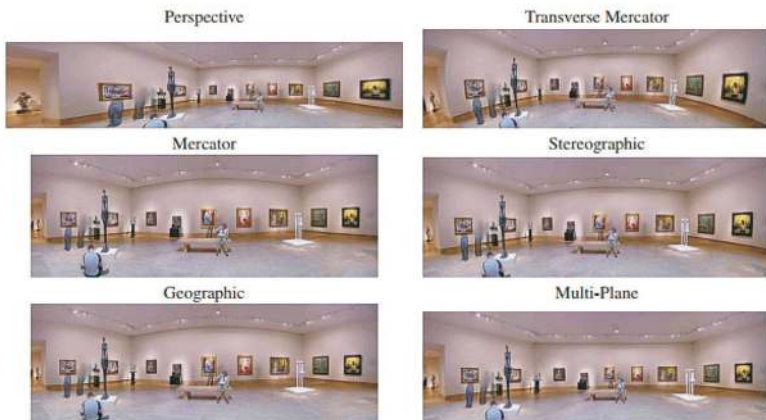 Perspective
Transverse Mercator
Mercator
Stereographic
Geographic
Multi-Plane